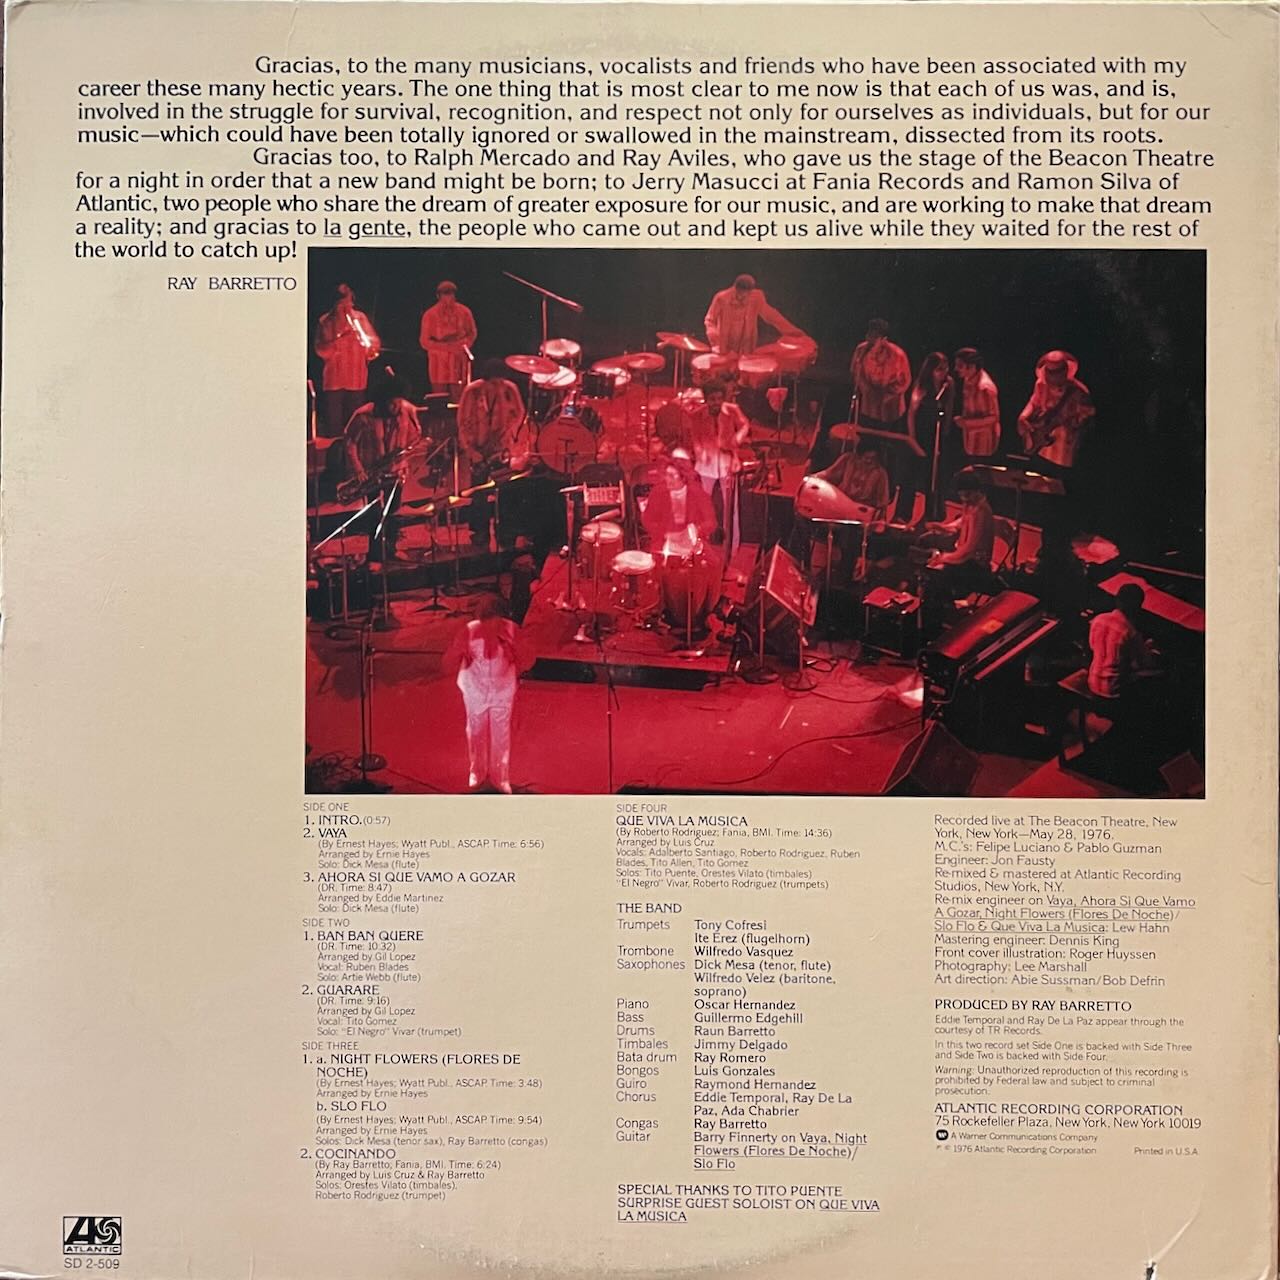 Gracias, to the many musicians, vocalists and friends who have been associated with my
career these many hectic years. The one thing that is most clear to me now is that each of us was, and is,
involved in the struggle for survival, recognition, and respect not only for ourselves as individuals, but for our
music—which could have been totally ignored or swallowed in the mainstream, dissected from its roots.
Gracias too, to Ralph Mercado and Ray Aviles, who gave us the stage of the Beacon Theatre
for a night in order that a new band might be born; to Jerry Masucci at Fania Records and Ramon Silva of
Atlantic, two people who share the dream of greater exposure for our music, and are working to make that dream
a reality; and gracias to la gente, the people who came out and kept us alive while they waited for the rest of
the world to catch up!
RAY BARRETTO
SIDE ONE
1. INTRO.(0:57)
2. VAYA
(By Ernest Hayes; Wyatt Publ., ASCAP. Time: 6:56)
Arranged by Ernie Hayes
Solo: Dick Mesa (flute)
3. AHORA SI QUE VAMO A GOZAR
(DR. Time: 8:47)
Arranged by Eddie Martinez
Solo: Dick Mesa (flute)
SIDE TWO
1. BAN BAN QUERE
(DR. Time: 10:32)
Arranged by Gil Lopez
Vocal: Ruben Blades
Solo: Artie Webb (flute)
2. GUARARE
(DR. Time: 9:16)
Arranged by Gil Lopez
Vocal: Tito Gomez
Solo: "El Negro" Vivar (trumpet)
SIDE THREE
1. a. NIGHT FLOWERS (FLORES DE
NOCHE)
(By Ernest Hayes; Wyatt Publ., ASCAP. Time: 3:48)
Arranged by Ernie Hayes
b. SLO FLO
(By Ernest Hayes; Wyatt Publ., ASCAP. Time: 9:54)
Arranged by Ernie Hayes
Solos: Dick Mesa (tenor sax), Ray Barretto (congas)
2. COCINANDO
(By Ray Barretto; Fania, BMI. Time: 6:24)
Arranged by Luis Cruz & Ray Barretto
Solos: Orestes Vilato (timbales),
Roberto Rodriguez (trumpet)
SIDE FOUR
QUE VIVA LA MUSICA
(By Roberto Rodriguez; Fania, BMI. Time: 14:36)
Arranged by Luis Cruz
Vocals: Adalberto Santiago, Roberto Rodriguez, Ruben
Blades, Tito Allen, Tito Gomez
Solos: Tito Puente, Orestes Vilato (timbales)
"El Negro" Vivar, Roberto Rodriguez (trumpets)
THE BAND
Trumpets Tony Cofresi
Ite Erez (flugelhorn)
Trombone Wilfredo Vasquez
Saxophones Dick Mesa (tenor, flute)
Wilfredo Velez (baritone,
soprano)
Piano Oscar Hernandez
Bass Guillermo Edgehill
Drums Raun Barretto
Timbales Jimmy Delgado
Bata drum Ray Romero
Bongos Luis Gonzales
Guiro Raymond Hernandez
Chorus Eddie Temporal, Ray De La
Paz, Ada Chabrier
Congas Ray Barretto
Guitar Barry Finnerty on Vaya, Night
Flowers (Flores De Noche)/
Slo Flo
SPECIAL THANKS TO TITO PUENTE
SURPRISE GUEST SOLOIST ON QUE VIVA
LA MUSICA
Recorded live at The Beacon Theatre, New
York, New York—May 28, 1976.
M.C.'s: Felipe Luciano & Pablo Guzman
Engineer: Jon Fausty
Re-mixed & mastered at Atlantic Recording
Studios, New York, N.Y.
Re-mix engineer on Vaya, Ahora Si Que Vamo
A Gozar, Night Flowers (Flores De Noche)/
Slo Flo & Que Viva La Musica: Lew Hahn
Mastering engineer: Dennis King
Front cover illustration: Roger Huyssen
Photography: Lee Marshall
Art direction: Abie Sussman/Bob Defrin
PRODUCED BY RAY BARRETTO
Eddie Temporal and Ray De La Paz appear through the
courtesy of TR Records.
In this two record set Side One is backed with Side Three
and Side Two is backed with Side Four.
Warning: Unauthorized reproduction of this recording is
prohibited by Federal law and subject to criminal
prosecution.
ATLANTIC RECORDING CORPORATION
75 Rockefeller Plaza, New York, New York 10019
A Warner Communications Company
℗ © 1976 Atlantic Recording Corporation Printed in U.S.A.
ATLANTIC
SD 2-509